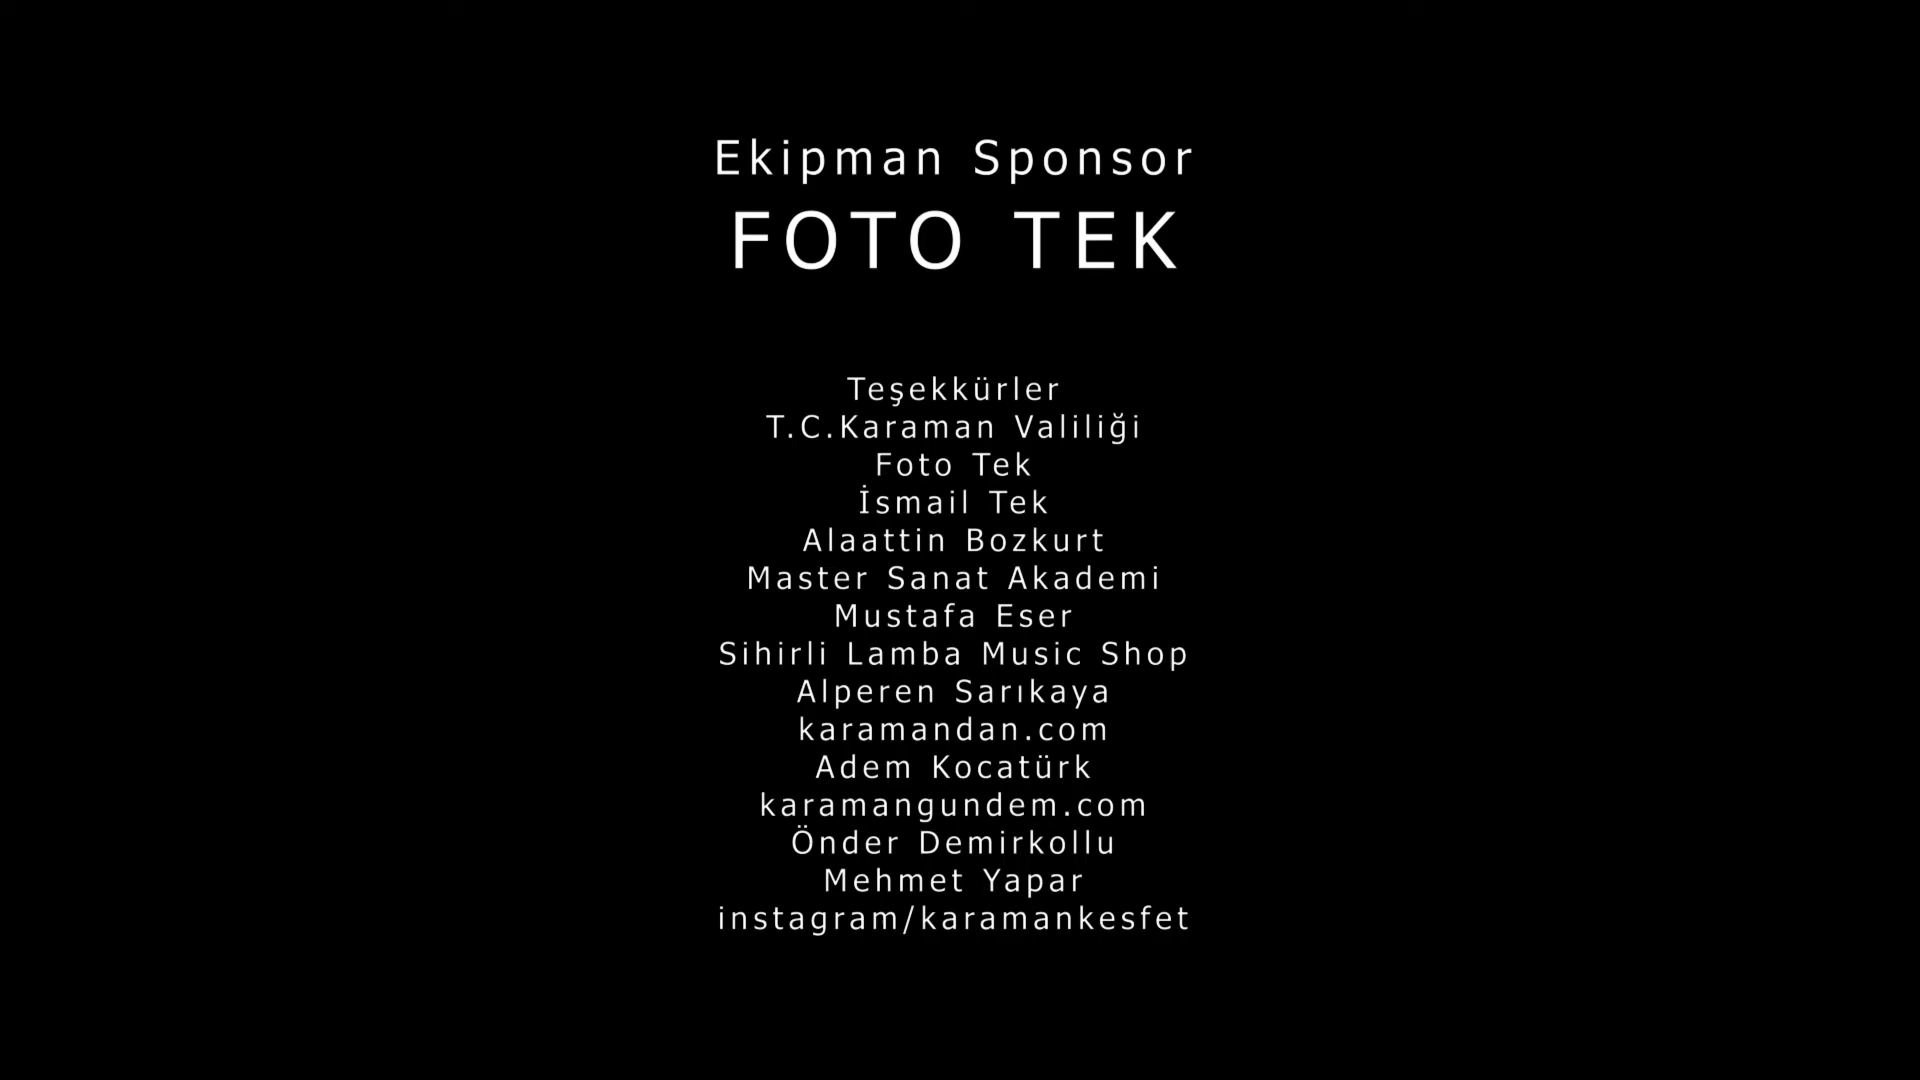 Ekipman Sponsor
FOTO TEK
Teşekkürler
T.C.Karaman Valiliği
Foto Tek
İsmail Tek
Alaattin Bozkurt
Master Sanat Akademi
Mustafa Eser
Sihirli Lamba Music Shop
Alperen Sarıkaya
karamandan.com
Adem Kocatürk
karamangundem.com
Önder Demirkollu
Mehmet Yapar
instagram/karamankesfet